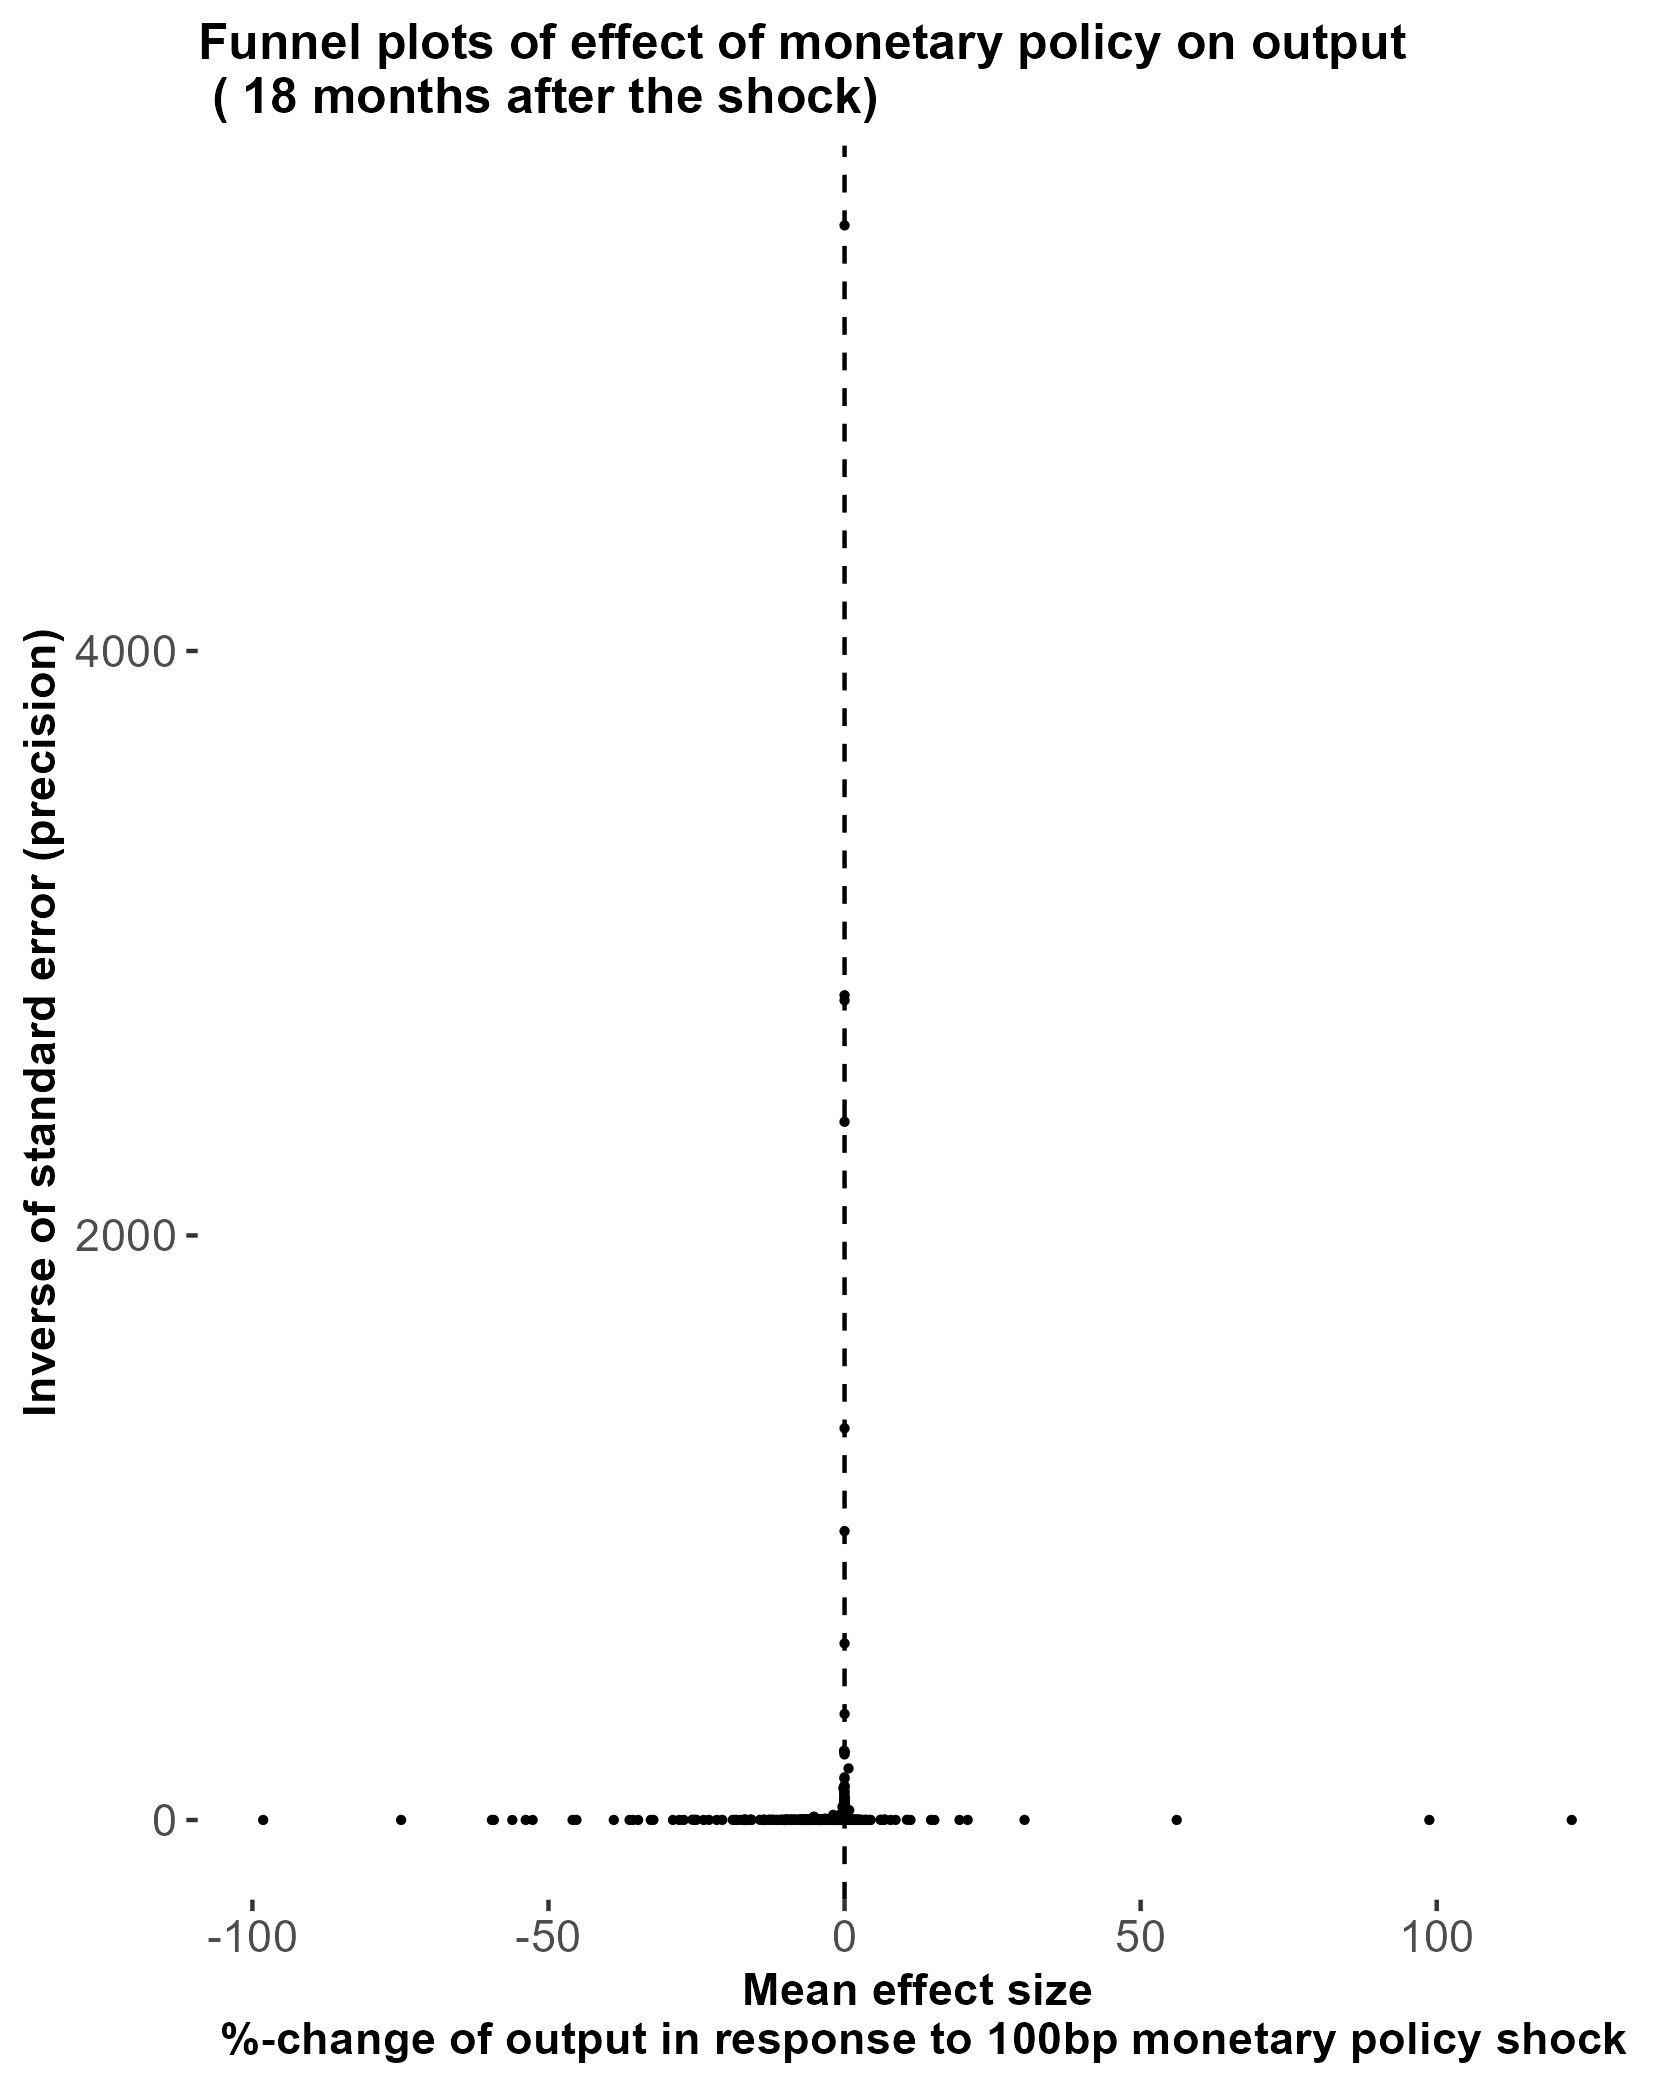 Funnel plots of effect of monetary policy on output
( 18 months after the shock)
Inverse of standard error (precision)
4000
2000
0
-100
-50
0
50
100
Mean effect size
%-change of output in response to 100bp monetary policy shock